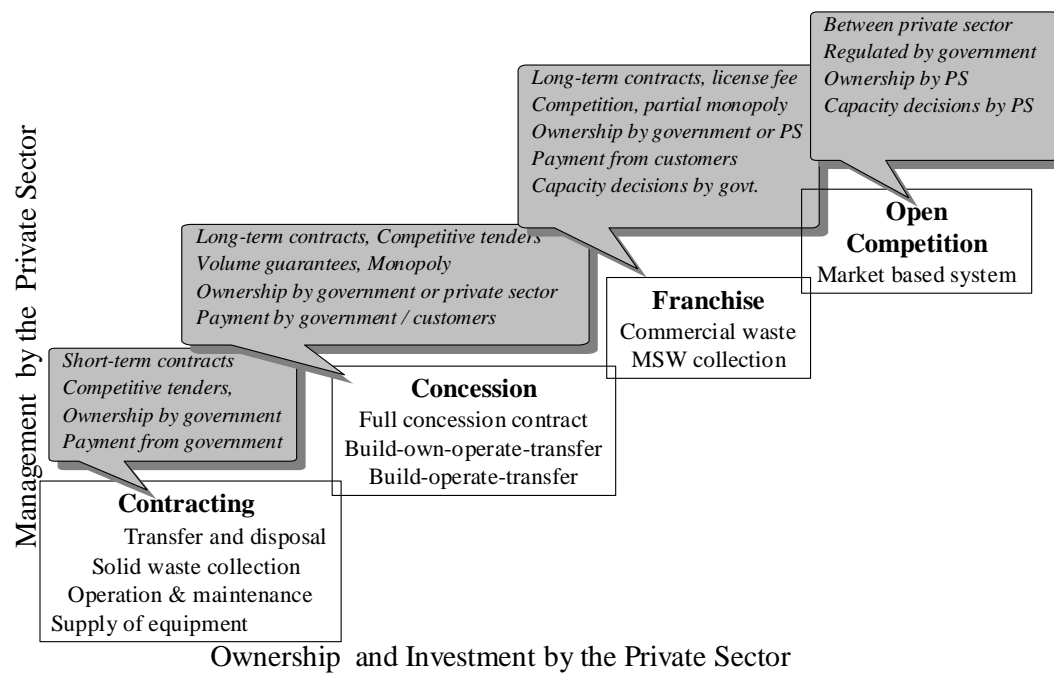 Between private sector
Regulated by government
Ownership by PS
Capacity decisions by PS
Long-term contracts, license fee
Competition, partial monopoly
Ownership by government or PS
Payment from customers
Capacity decisions by govt.
Open
Competition
Market based system
Long-term contracts, Competitive tenders
Volume guarantees, Monopoly
Ownership by government or private sector
Payment by government / customers
Franchise
Commercial waste
MSW collection
Short-term contracts
Competitive tenders,
Ownership by government
Payment from government
Concession
Full concession contract
Build-own-operate-transfer
Build-operate-transfer
Contracting
Transfer and disposal
Solid waste collection
Operation & maintenance
Supply of equipment
Management by the Private Sector
Ownership and Investment by the Private Sector